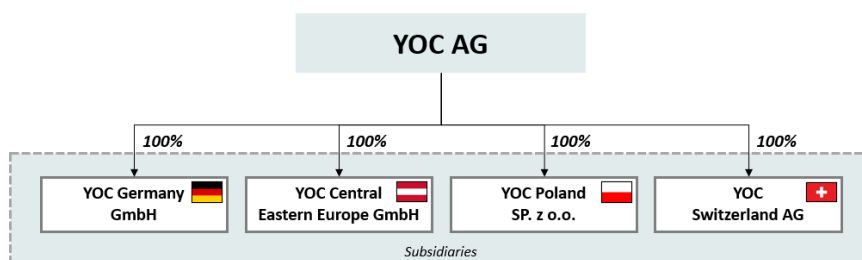 YOC AG
100% 100% 100% 100%
YOC Germany
GmbH
YOC Central
Eastern Europe GmbH
YOC Poland
SP. z o.o.
YOC
Switzerland AG
Subsidiaries